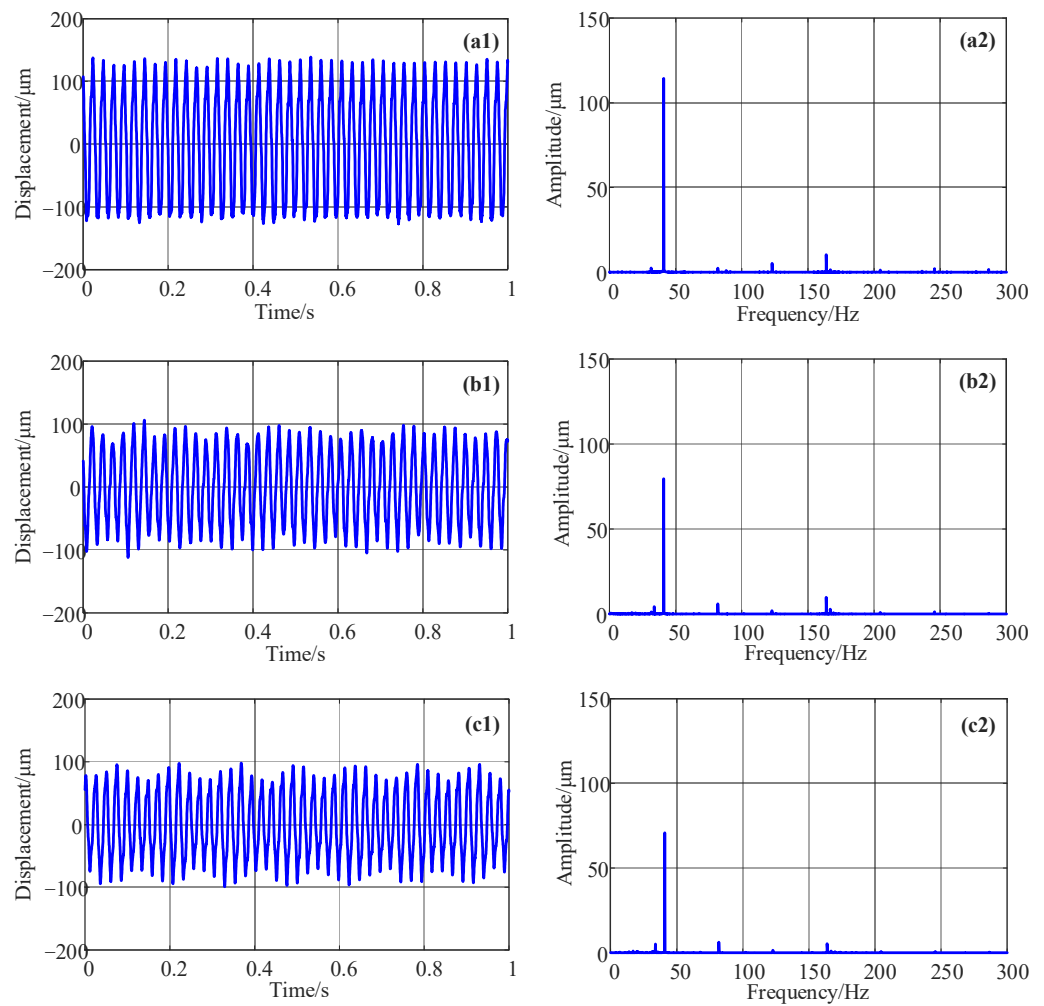 200
100
0
−100
−200
Displacement/μm
(a1)
0 0.2 0.4 0.6 0.8 1
Time/s
150
100
50
0
Amplitude/μm
(a2)
0 50 100 150 200 250 300
Frequency/Hz
200
100
0
−100
−200
Displacement/μm
(b1)
0 0.2 0.4 0.6 0.8 1
Time/s
150
100
50
0
Amplitude/μm
(b2)
0 50 100 150 200 250 300
Frequency/Hz
200
100
0
−100
−200
Displacement/μm
(c1)
0 0.2 0.4 0.6 0.8 1
Time/s
150
100
50
0
Amplitude/μm
(c2)
0 50 100 150 200 250 300
Frequency/Hz